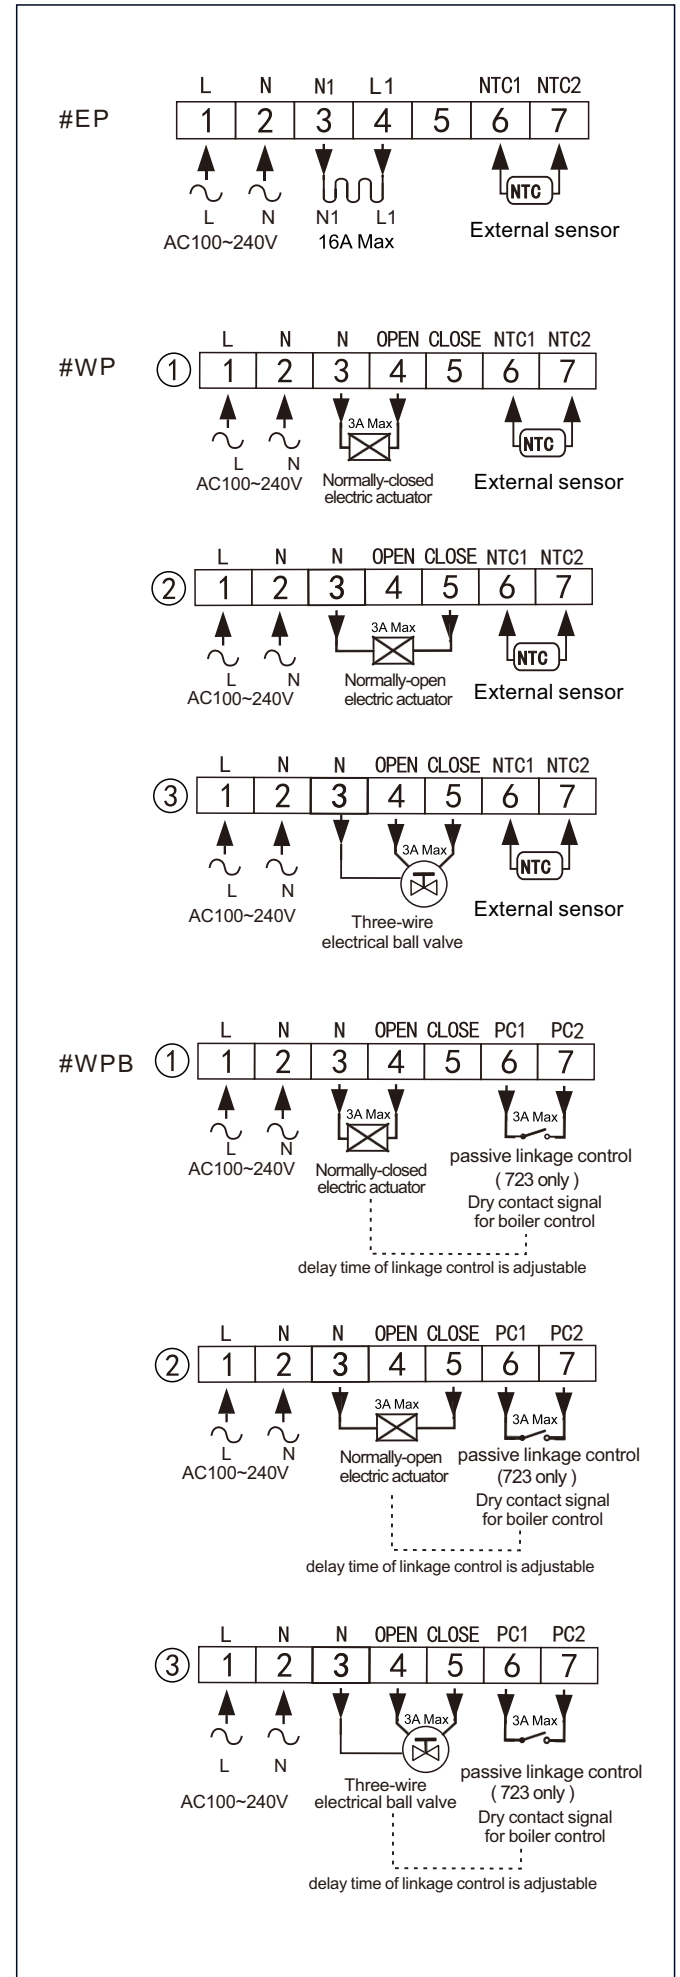 L N N1 L1 NTC1 NTC2
#EP 1 2 3 4 5 6 7
NTC
L N N1 L1
AC100~240V 16A Max External sensor
L N N OPEN CLOSE NTC1 NTC2
#WP ① 1 2 3 4 5 6 7
3A Max
NTC
L N
AC100~240V Normally-closed External sensor
electric actuator
L N N OPEN CLOSE NTC1 NTC2
② 1 2 3 4 5 6 7
3A Max
NTC
L N
AC100~240V Normally-open External sensor
electric actuator
L N N OPEN CLOSE NTC1 NTC2
③ 1 2 3 4 5 6 7
3A Max
NTC
L N
AC100~240V Three-wire External sensor
electrical ball valve
L N N OPEN CLOSE PC1 PC2
#WPB ① 1 2 3 4 5 6 7
3A Max 3A Max
L N
AC100~240V Normally-closed passive linkage control
electric actuator ( 723 only )
Dry contact signal
for boiler control
delay time of linkage control is adjustable
L N N OPEN CLOSE PC1 PC2
② 1 2 3 4 5 6 7
3A Max 3A Max
L N
AC100~240V Normally-open passive linkage control
electric actuator (723 only )
Dry contact signal
for boiler control
delay time of linkage control is adjustable
L N N OPEN CLOSE PC1 PC2
③ 1 2 3 4 5 6 7
3A Max 3A Max
L N
AC100~240V Three-wire passive linkage control
electrical ball valve ( 723 only )
Dry contact signal
for boiler control
delay time of linkage control is adjustable